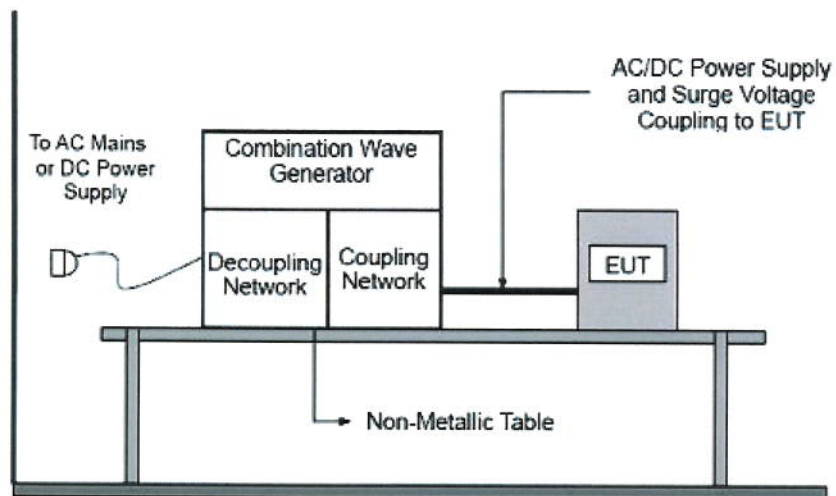 AC/DC Power Supply
and Surge Voltage
Coupling to EUT
To AC Mains
or DC Power
Supply
Combination Wave
Generator
Decoupling
Network
Coupling
Network
EUT
Non-Metallic Table